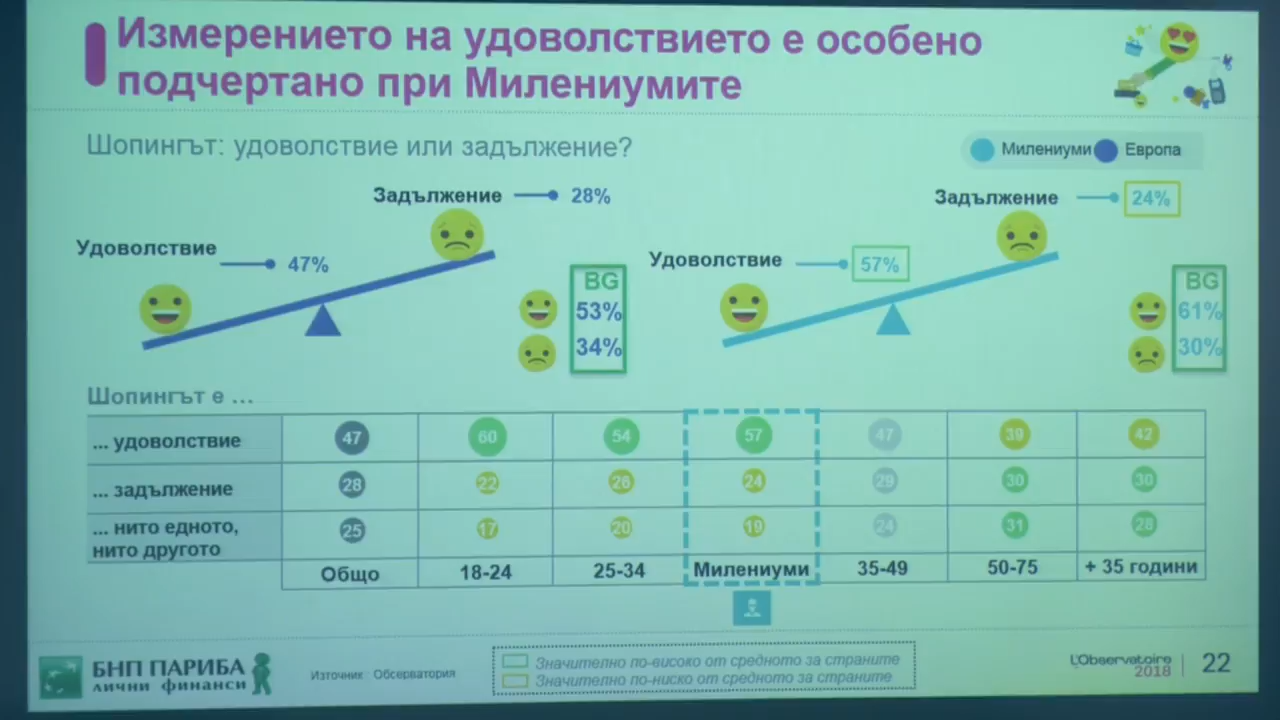 Измерението на удоволствието е особено
подчертано при Милениумите
Шопингът: удоволствие или задължение?
Милениуми Европа
Задължение 28%
Удоволствие 47%
BG
53%
34%
Задължение 24%
Удоволствие 57%
BG
61%
30%
Шопингът е ...
... удоволствие 47 60 54 57 47 39 42
... задължение 28 22 26 24 29 30 30
... нито едното,
нито другото 25 17 20 19 24 31 28
Общо 18-24 25-34 Милениуми 35-49 50-75 + 35 години
БНП ПАРИБА
лични финанси
Източник : Обсерватория
Значително по-високо от средното за страните
Значително по-ниско от средното за страните
L'Observatoire
2018
22